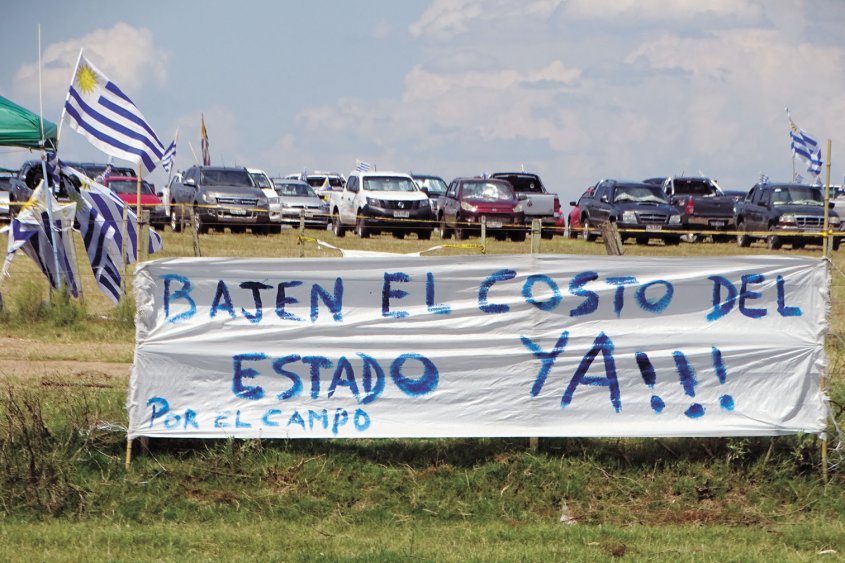 BAJEN EL COSTO DEL
ESTADO YA!!!
POR EL CAMPO